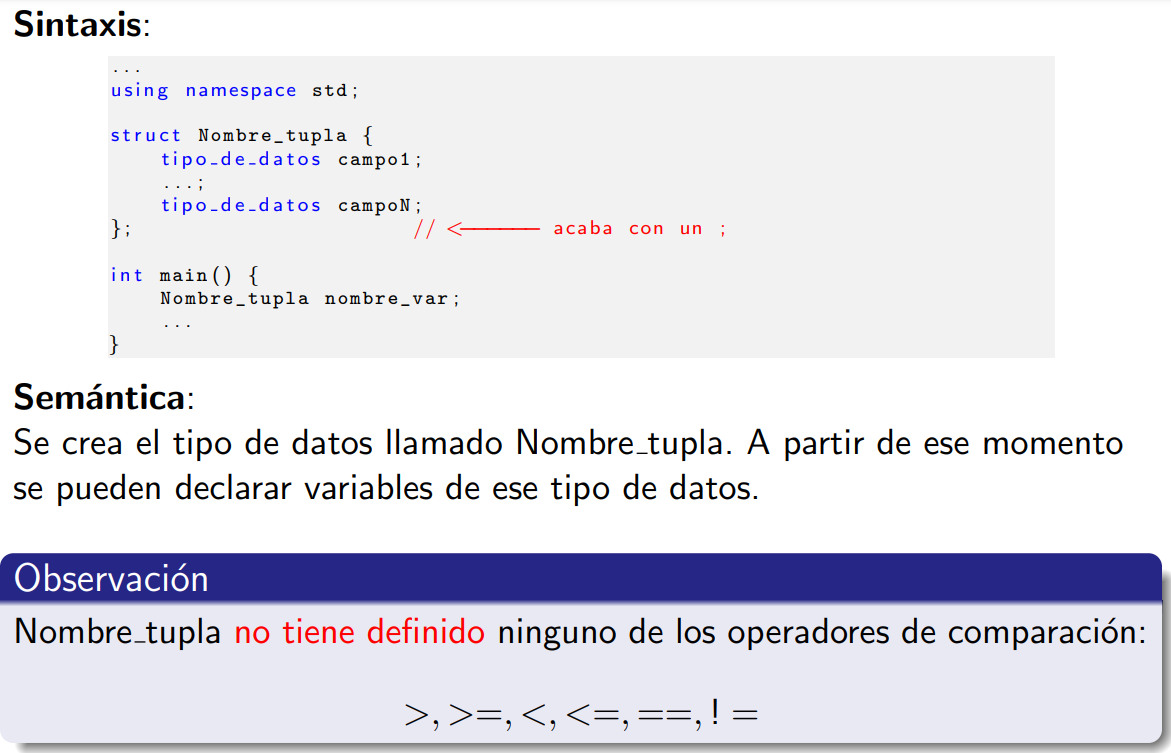 Sintaxis:
...
using namespace std;
struct Nombre_tupla {
tipo_de_datos campo1;
...;
tipo_de_datos campoN;
}; // <—— acaba con un ;
int main() {
Nombre_tupla nombre_var;
...
}
Semántica:
Se crea el tipo de datos llamado Nombre_tupla. A partir de ese momento
se pueden declarar variables de ese tipo de datos.
Observación
Nombre_tupla no tiene definido ninguno de los operadores de comparación:
>, >=, <, <=, ==, ! =